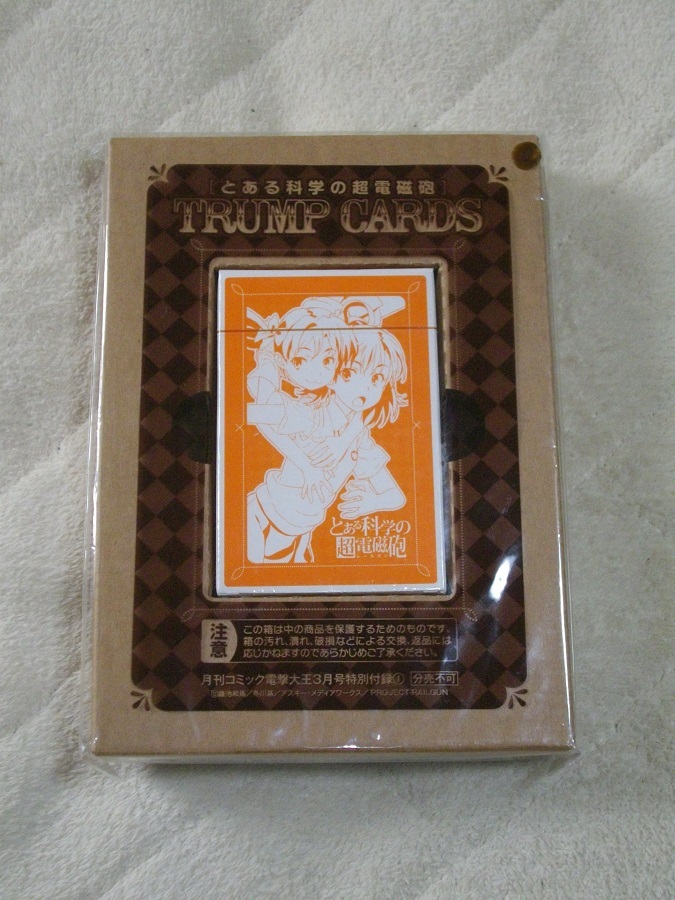 [とある科学の超電磁砲]
TRUMP CARDS
とある科学の
超電磁砲
注意
この箱は中の商品を保護するためのものです。
箱の汚れ、潰れ、破損などによる交換、返品には
応じかねますのであらかじめご了承ください。
月刊コミック電撃大王3月号特別付録① 分売不可
アスキー・メディアワークス/PROJECT-RAILGUN